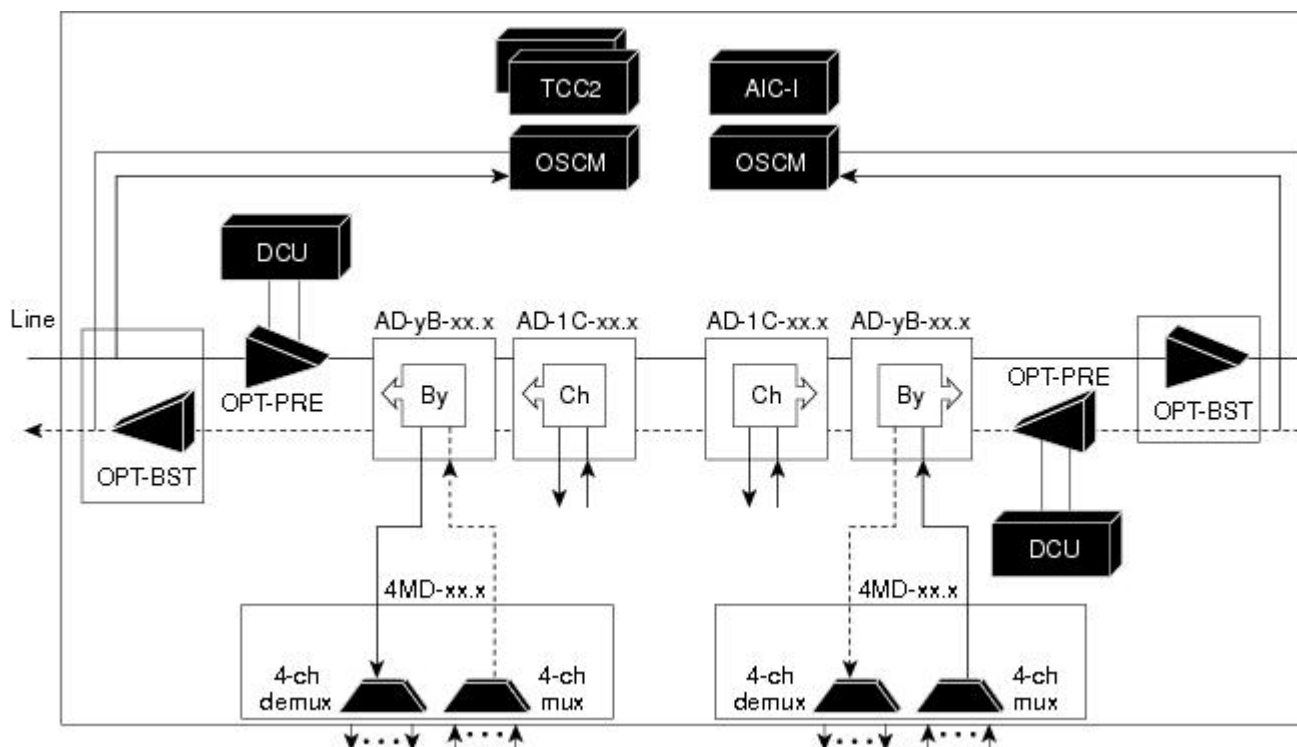 TCC2
AIC-I
OSCM
OSCM
DCU
Line
AD-yB-xx.x
AD-1C-xx.x
AD-1C-xx.x
AD-yB-xx.x
By
Ch
Ch
By
OPT-PRE
OPT-PRE
OPT-BST
OPT-BST
DCU
4MD-xx.x
4MD-xx.x
4-ch
demux
4-ch
mux
4-ch
demux
4-ch
mux